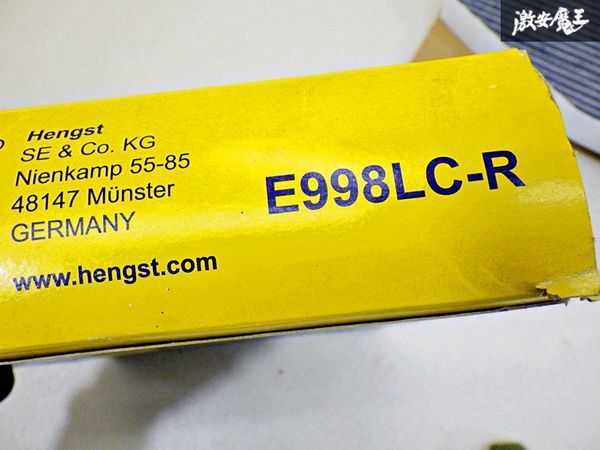 激安魔王
Hengst
SE & Co. KG
Nienkamp 55-85
48147 Münster
GERMANY
www.hengst.com
E998LC-R